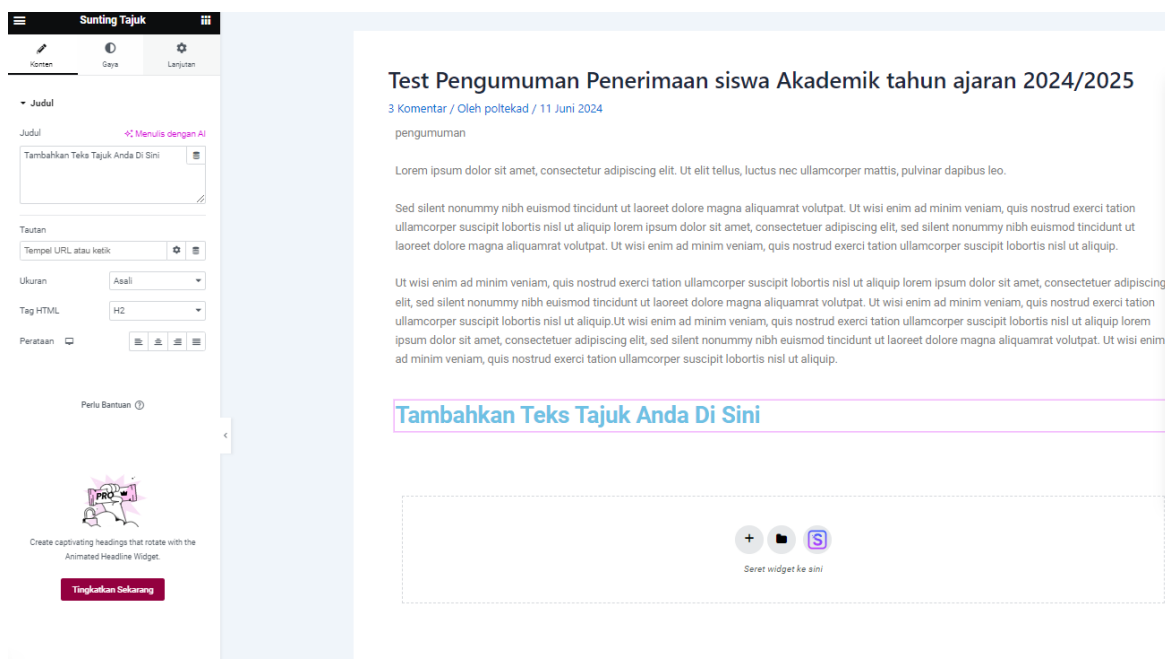 Sunting Tajuk
Konten
Gaya
Lanjutan
Judul
Judul
Menulis dengan AI
Tambahkan Teks Tajuk Anda Di Sini
Tautan
Tempel URL atau ketik
Ukuran
Asali
Tag HTML
H2
Perataan
Perlu Bantuan ?
PRO
Create captivating headings that rotate with the
Animated Headline Widget.
Tingkatkan Sekarang
Test Pengumuman Penerimaan siswa Akademik tahun ajaran 2024/2025
3 Komentar / Oleh poltekad / 11 Juni 2024
pengumuman
Lorem ipsum dolor sit amet, consectetur adipiscing elit. Ut elit tellus, luctus nec ullamcorper mattis, pulvinar dapibus leo.
Sed silent nonummy nibh euismod tincidunt ut laoreet dolore magna aliquamrat volutpat. Ut wisi enim ad minim veniam, quis nostrud exerci tation
ullamcorper suscipit lobortis nisl ut aliquip lorem ipsum dolor sit amet, consectetuer adipiscing elit, sed silent nonummy nibh euismod tincidunt ut
laoreet dolore magna aliquamrat volutpat. Ut wisi enim ad minim veniam, quis nostrud exerci tation ullamcorper suscipit lobortis nisl ut aliquip.
Ut wisi enim ad minim veniam, quis nostrud exerci tation ullamcorper suscipit lobortis nisl ut aliquip lorem ipsum dolor sit amet, consectetuer adipiscing
elit, sed silent nonummy nibh euismod tincidunt ut laoreet dolore magna aliquamrat volutpat. Ut wisi enim ad minim veniam, quis nostrud exerci tation
ullamcorper suscipit lobortis nisl ut aliquip.Ut wisi enim ad minim veniam, quis nostrud exerci tation ullamcorper suscipit lobortis nisl ut aliquip lorem
ipsum dolor sit amet, consectetuer adipiscing elit, sed silent nonummy nibh euismod tincidunt ut laoreet dolore magna aliquamrat volutpat. Ut wisi enim
ad minim veniam, quis nostrud exerci tation ullamcorper suscipit lobortis nisl ut aliquip.
Tambahkan Teks Tajuk Anda Di Sini
S
Seret widget ke sini